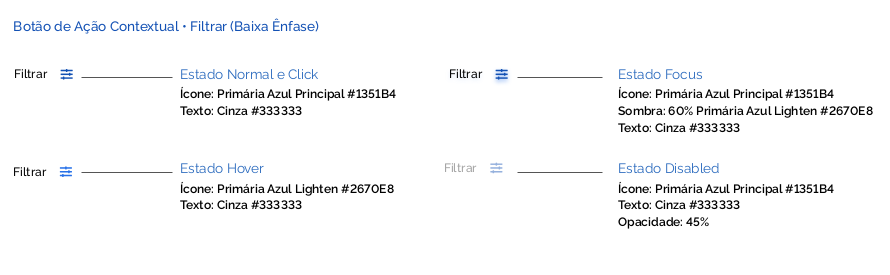 Botão de Ação Contextual • Filtrar (Baixa Ênfase)
Filtrar
Estado Normal e Click
Ícone: Primária Azul Principal #1351B4
Texto: Cinza #333333
Filtrar
Estado Focus
Ícone: Primária Azul Principal #1351B4
Sombra: 60% Primária Azul Lighten #2670E8
Texto: Cinza #333333
Filtrar
Estado Hover
Ícone: Primária Azul Lighten #2670E8
Texto: Cinza #333333
Filtrar
Estado Disabled
Ícone: Primária Azul Principal #1351B4
Texto: Cinza #333333
Opacidade: 45%